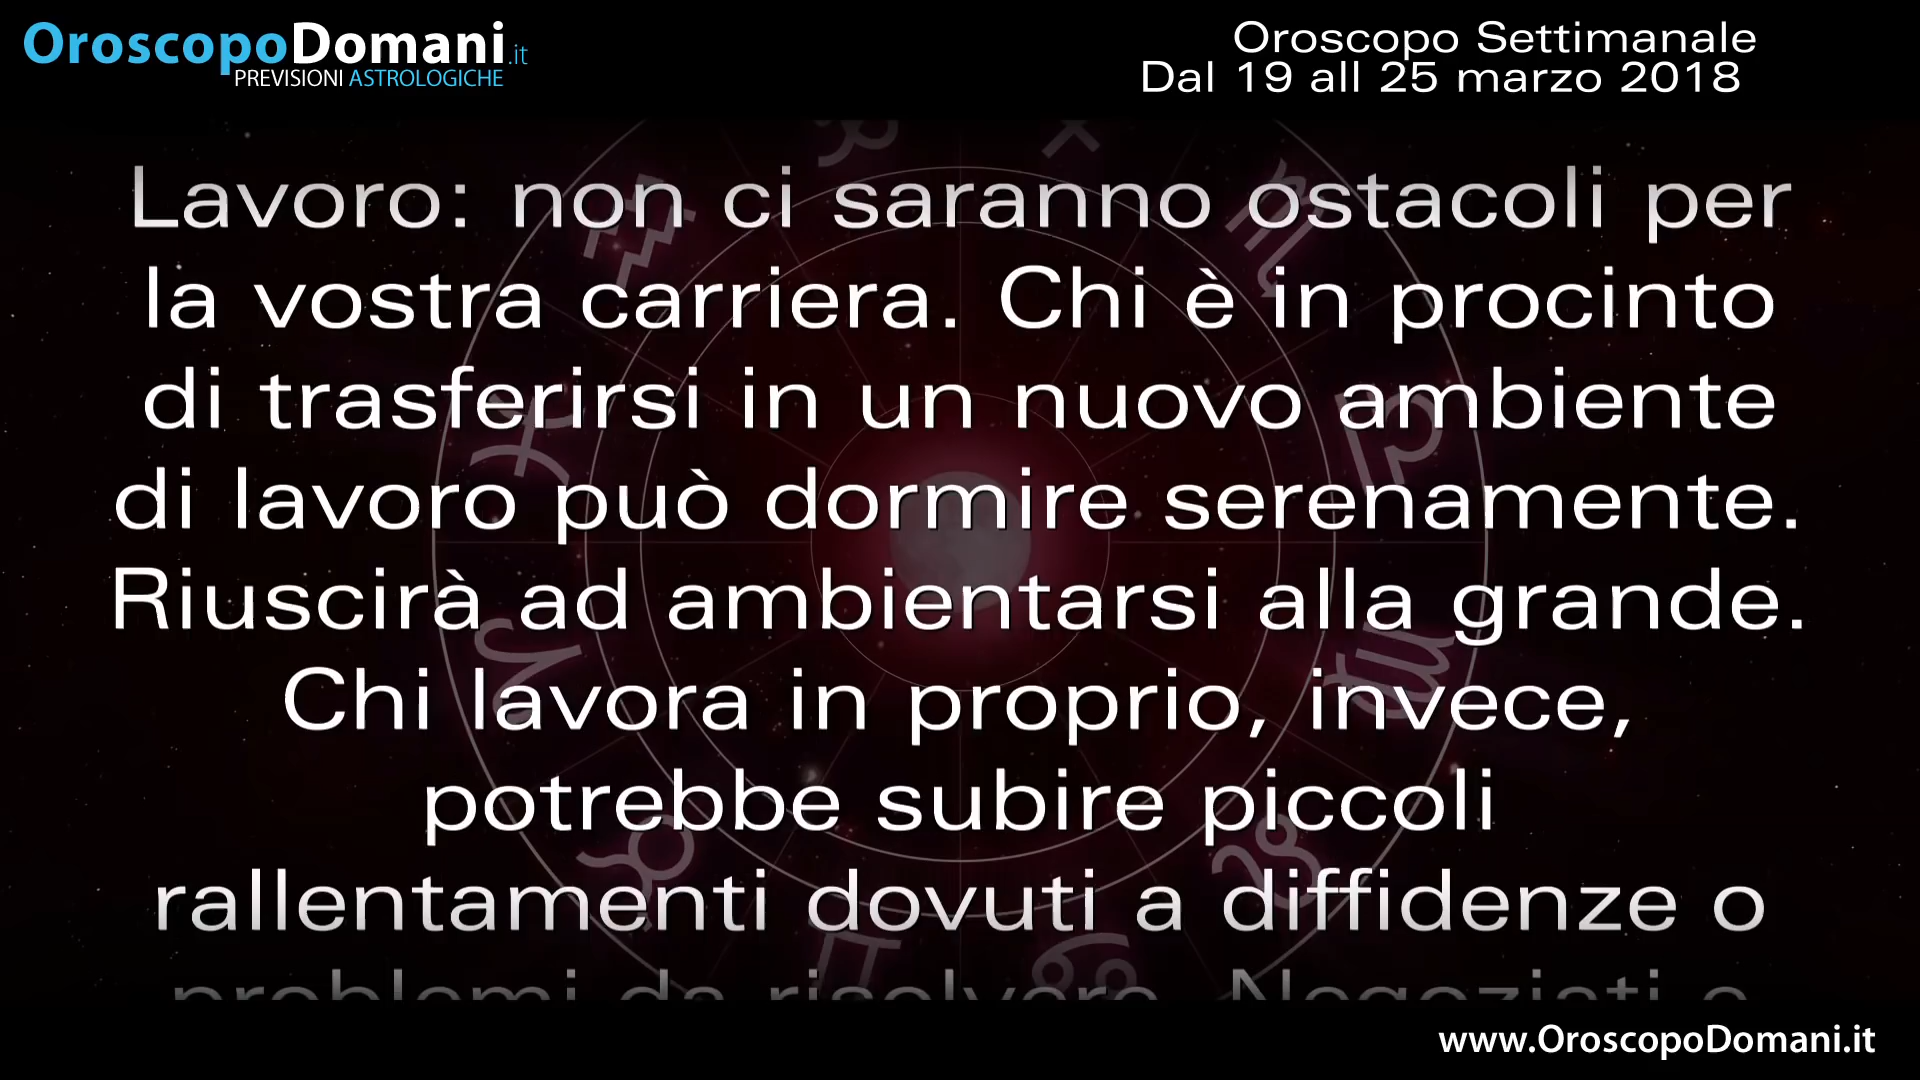 OroscopoDomani.it
PREVISIONI ASTROLOGICHE
Oroscopo Settimanale
Dal 19 all 25 marzo 2018
Lavoro: non ci saranno ostacoli per
la vostra carriera. Chi è in procinto
di trasferirsi in un nuovo ambiente
di lavoro può dormire serenamente.
Riuscirà ad ambientarsi alla grande.
Chi lavora in proprio, invece,
potrebbe subire piccoli
rallentamenti dovuti a diffidenze o
problemi da risolvere. Negoziati e
www.OroscopoDomani.it